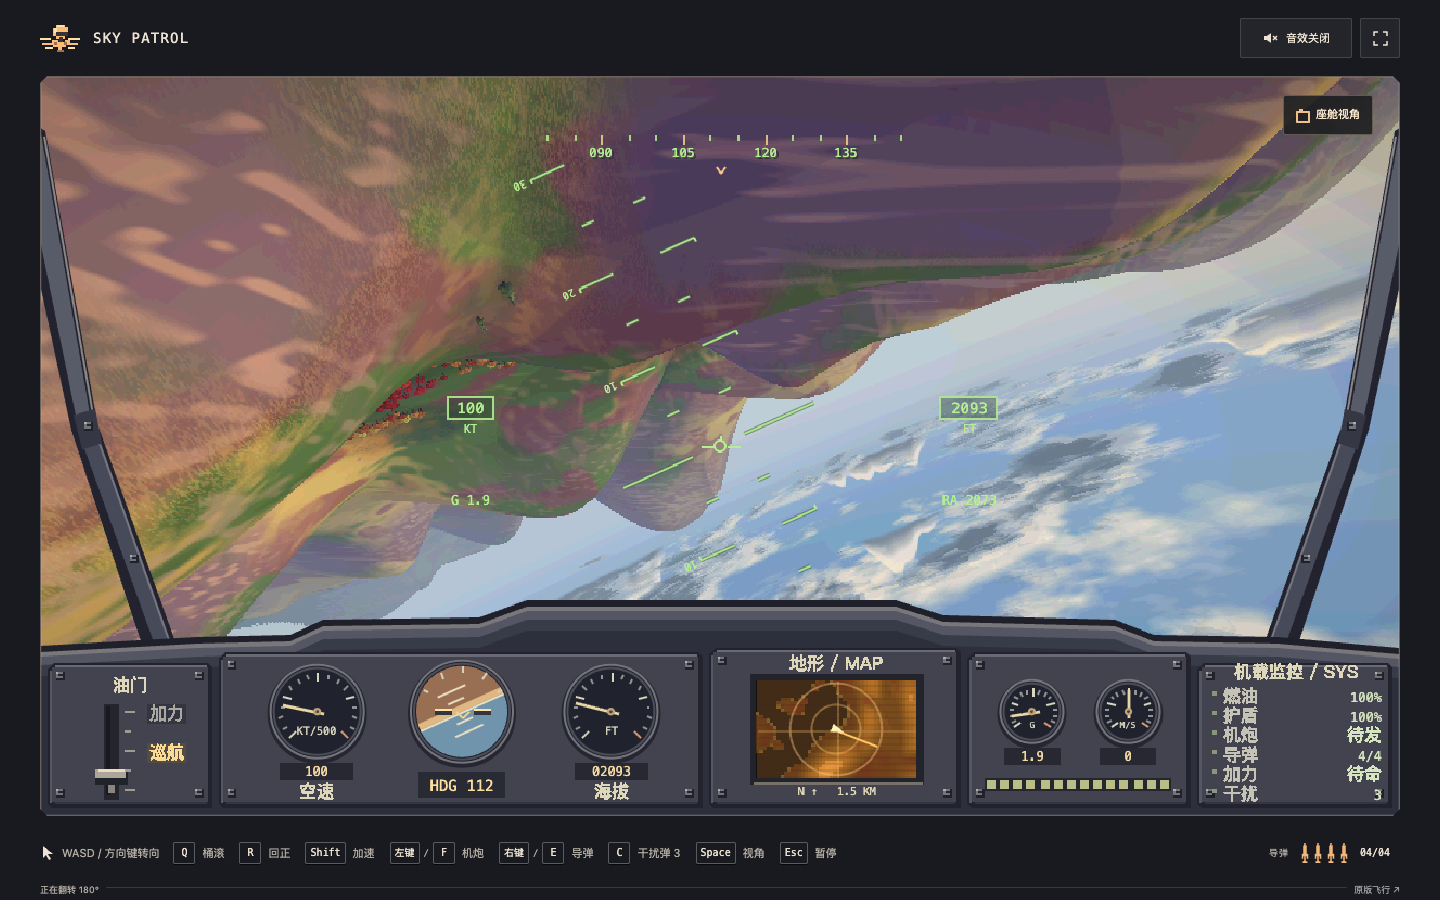 SKY PATROL
音效关闭
座舱视角
090 105 120 135
30
20
10
100
KT
2093
FT
G 1.9
RA 2073
10
油门
加力
巡航
KT/500
100
空速
HDG 112
FT
02093
海拔
地形 / MAP
N ↑ 1.5 KM
G
1.9
M/S
0
机载监控 / SYS
燃油 100%
护盾 100%
机炮 待发
导弹 4/4
加力 待命
干扰 3
WASD / 方向键转向 Q 桶滚 R 回正 Shift 加速 左键 / F 机炮 右键 / E 导弹 C 干扰弹 3 Space 视角 Esc 暂停
导弹 04/04
正在翻转 180°
原版飞行 ↗